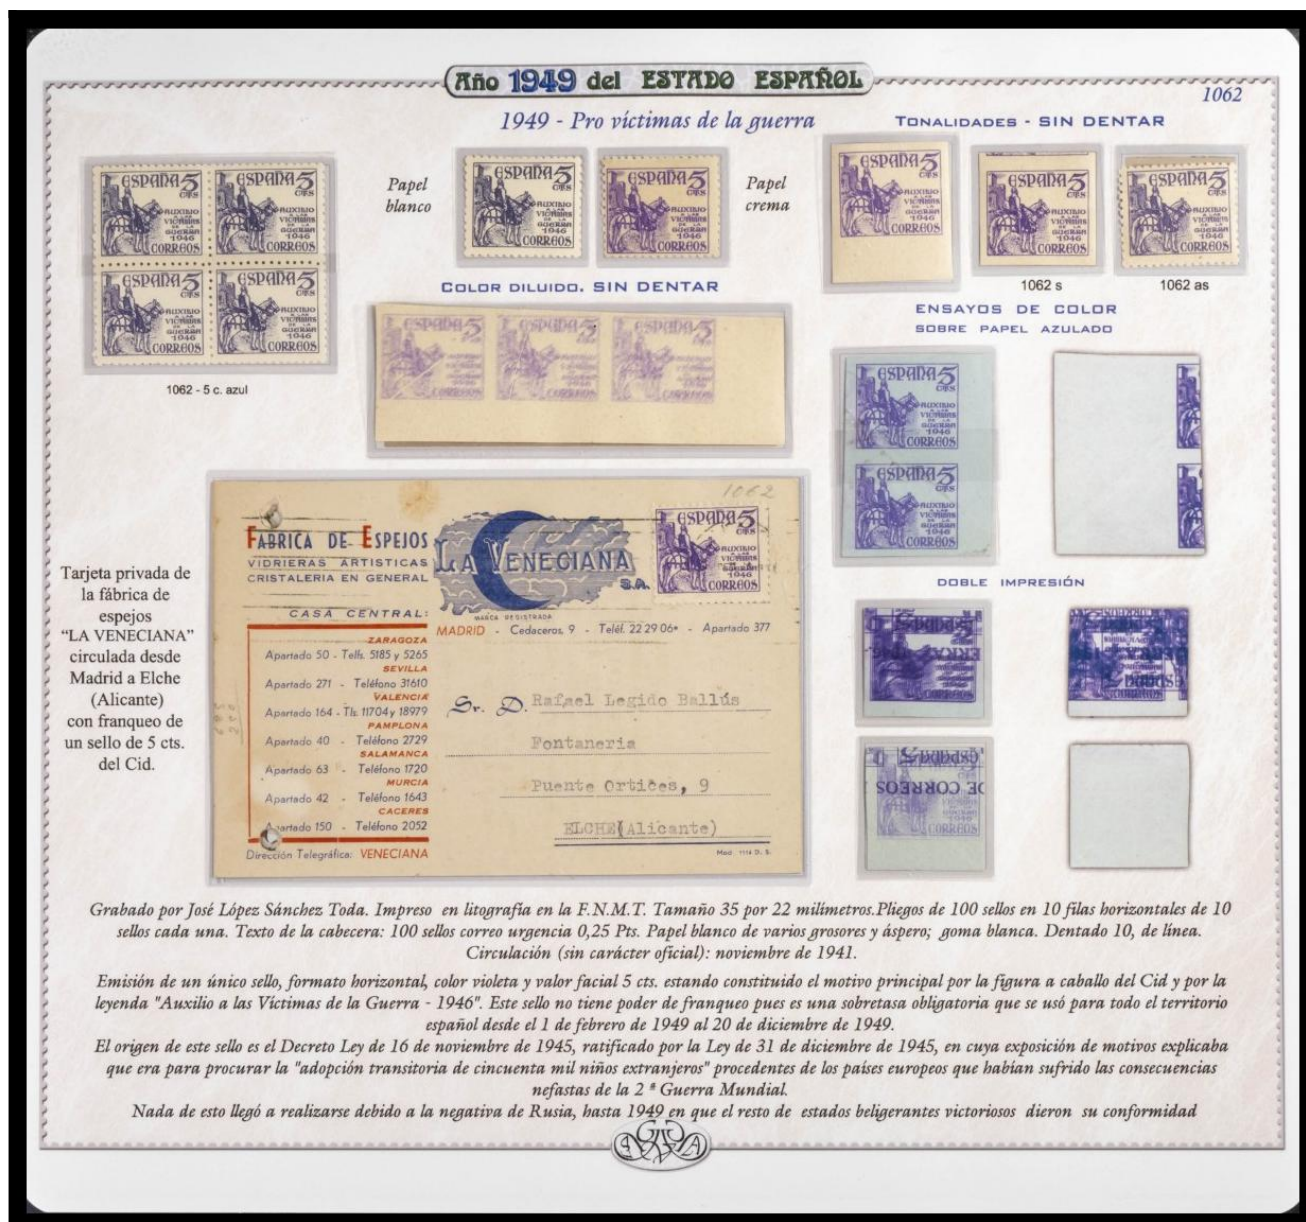 Año 1949 del ESTADO ESPAÑOL
1062
1949 - Pro víctimas de la guerra
TONALIDADES - SIN DENTAR
ESPAÑA 5
CTS
AUXILIO
A LAS
VICTIMAS
DE LA
GUERRA
1946
CORREOS
Papel
blanco
Papel
crema
1062 - 5 c. azul
COLOR DILUIDO. SIN DENTAR
1062 s
1062 as
ENSAYOS DE COLOR
SOBRE PAPEL AZULADO
DOBLE IMPRESIÓN
DE CORREOS
Tarjeta privada de
la fábrica de
espejos
“LA VENECIANA”
circulada desde
Madrid a Elche
(Alicante)
con franqueo de
un sello de 5 cts.
del Cid.
1062
FABRICA DE ESPEJOS
VIDRIERAS ARTISTICAS
CRISTALERIA EN GENERAL
LA VENECIANA
S.A.
MARCA REGISTRADA
CASA CENTRAL:
MADRID - Cedaceros, 9 - Teléf. 22 29 06* - Apartado 377
ZARAGOZA
Apartado 50 - Telfs. 5185 y 5265
SEVILLA
Apartado 271 - Teléfono 31610
VALENCIA
Apartado 164 - Tls. 11704 y 18979
PAMPLONA
Apartado 40 - Teléfono 2729
SALAMANCA
Apartado 63 - Teléfono 1720
MURCIA
Apartado 42 - Teléfono 1643
CACERES
Apartado 150 - Teléfono 2052
Dirección Telegráfica: VENECIANA
Sr. D. Rafael Legido Ballús
Fontaneria
Puente Ortices, 9
ELCHE(Alicante)
Mod. 1114 D. S.
Grabado por José López Sánchez Toda. Impreso en litografía en la F.N.M.T. Tamaño 35 por 22 milímetros.Pliegos de 100 sellos en 10 filas horizontales de 10
sellos cada una. Texto de la cabecera: 100 sellos correo urgencia 0,25 Pts. Papel blanco de varios grosores y áspero; goma blanca. Dentado 10, de línea.
Circulación (sin carácter oficial): noviembre de 1941.
Emisión de un único sello, formato horizontal, color violeta y valor facial 5 cts. estando constituido el motivo principal por la figura a caballo del Cid y por la
leyenda "Auxilio a las Víctimas de la Guerra - 1946". Este sello no tiene poder de franqueo pues es una sobretasa obligatoria que se usó para todo el territorio
español desde el 1 de febrero de 1949 al 20 de diciembre de 1949.
El origen de este sello es el Decreto Ley de 16 de noviembre de 1945, ratificado por la Ley de 31 de diciembre de 1945, en cuya exposición de motivos explicaba
que era para procurar la "adopción transitoria de cincuenta mil niños extranjeros" procedentes de los países europeos que habían sufrido las consecuencias
nefastas de la 2 ª Guerra Mundial.
Nada de esto llegó a realizarse debido a la negativa de Rusia, hasta 1949 en que el resto de estados beligerantes victoriosos dieron su conformidad